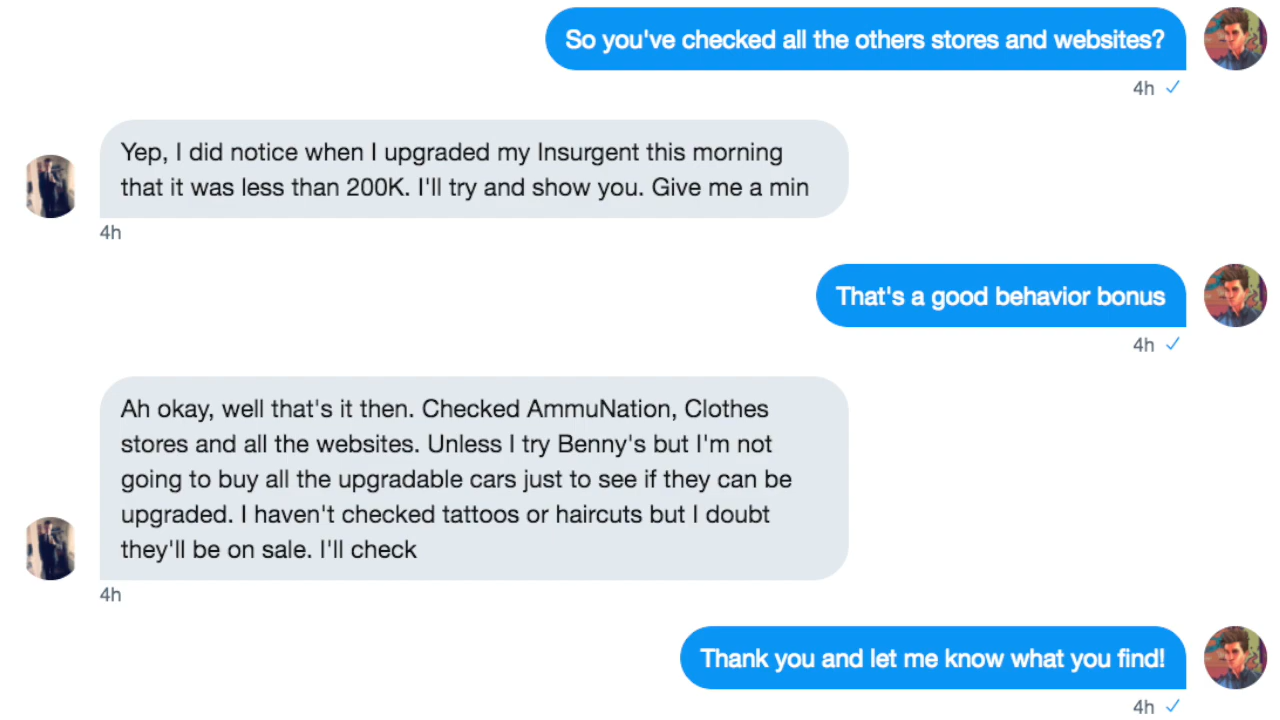 So you've checked all the others stores and websites?
4h
Yep, I did notice when I upgraded my Insurgent this morning
that it was less than 200K. I'll try and show you. Give me a min
4h
That's a good behavior bonus
4h
Ah okay, well that's it then. Checked AmmuNation, Clothes
stores and all the websites. Unless I try Benny's but I'm not
going to buy all the upgradable cars just to see if they can be
upgraded. I haven't checked tattoos or haircuts but I doubt
they'll be on sale. I'll check
4h
Thank you and let me know what you find!
4h